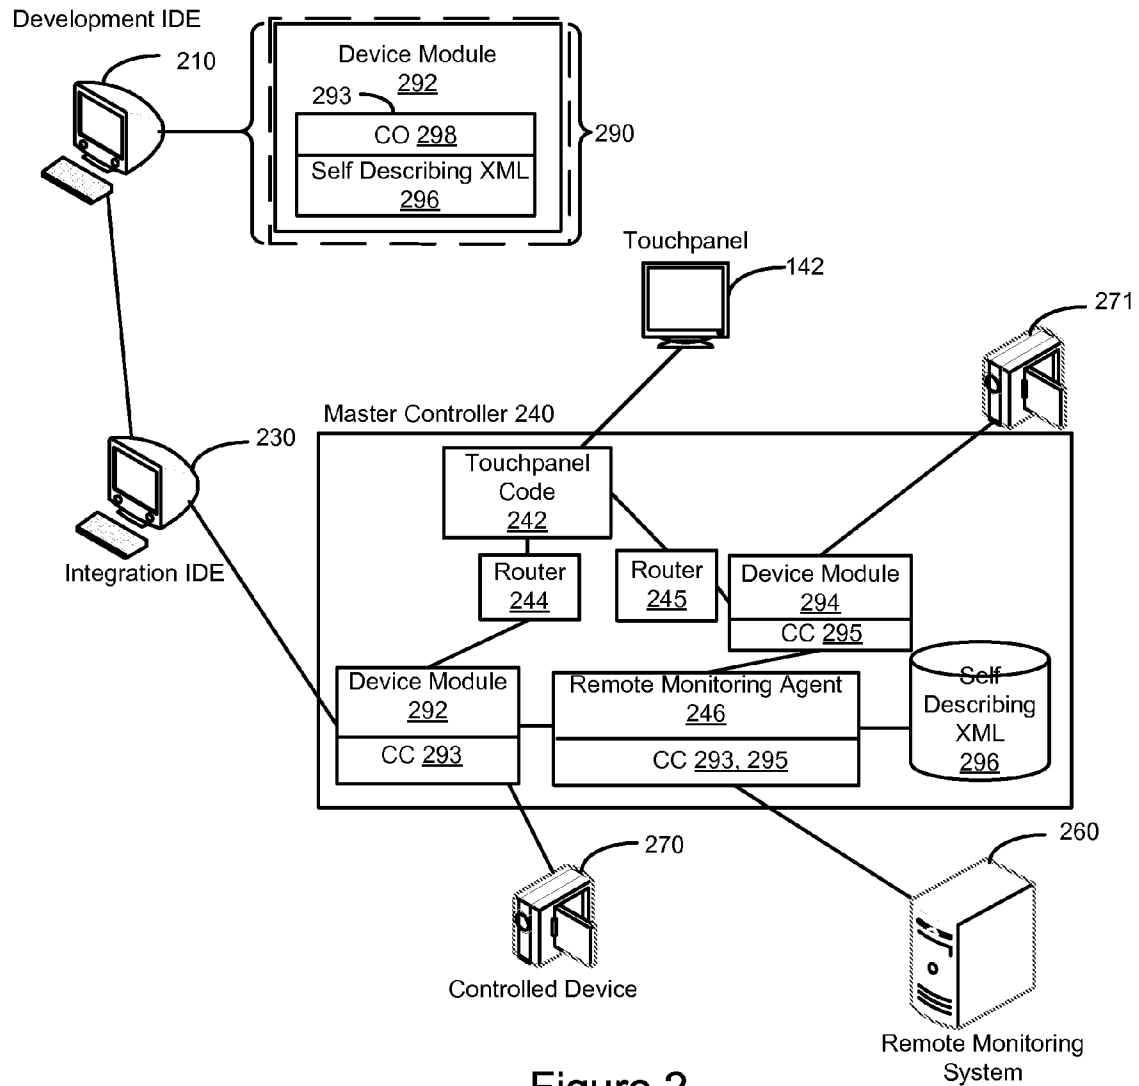 Development IDE
210
Device Module
292
293
CO 298
Self Describing XML
296
290
Touchpanel
142
271
Master Controller 240
230
Touchpanel
Code
242
Integration IDE
Router
244
Router
245
Device Module
294
CC 295
Device Module
292
CC 293
Remote Monitoring Agent
246
CC 293, 295
Self
Describing
XML
296
270
260
Controlled Device
Remote Monitoring
System
Figure 2